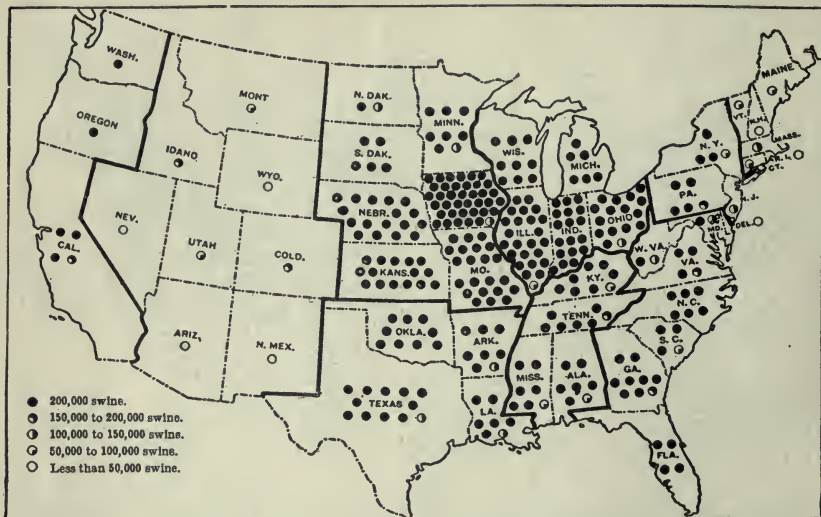 WASH.
OREGON
CAL.
NEV.
IDAHO
MONT
WYO.
UTAH
COLO.
ARIZ.
N. MEX.
N. DAK.
S. DAK.
NEBR.
KANS.
OKLA.
TEXAS
MINN.
MO.
ARK.
LA.
WIS.
MICH.
ILL.
IND.
OHIO
KY.
TENN.
MISS.
ALA.
GA.
FLA.
S. C.
N. C.
VA.
W. VA.
MD.
DEL.
PA.
N. J.
N. Y.
CT.
R. I.
MASS.
VT.
N.H.
MAINE
200,000 swine.
150,000 to 200,000 swine.
100,000 to 150,000 swine.
50,000 to 100,000 swine.
Less than 50,000 swine.